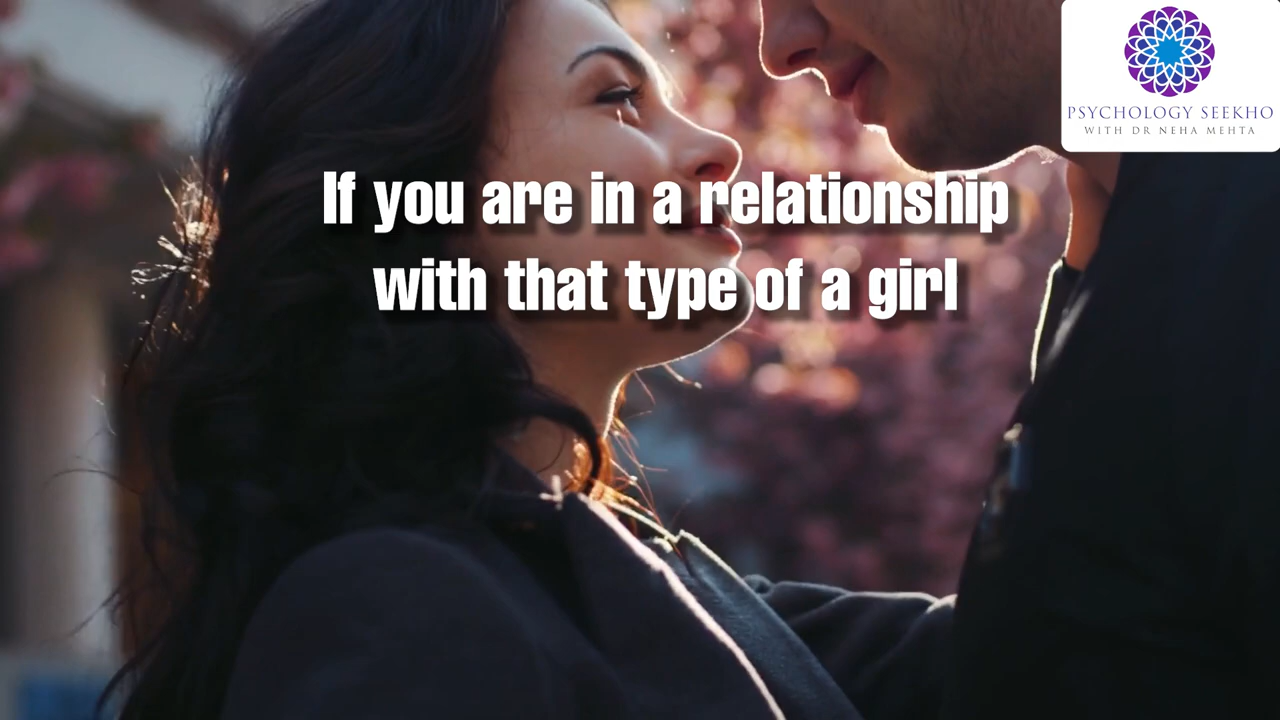 If you are in a relationship
with that type of a girl
PSYCHOLOGY SEEKHO
WITH DR NEHA MEHTA